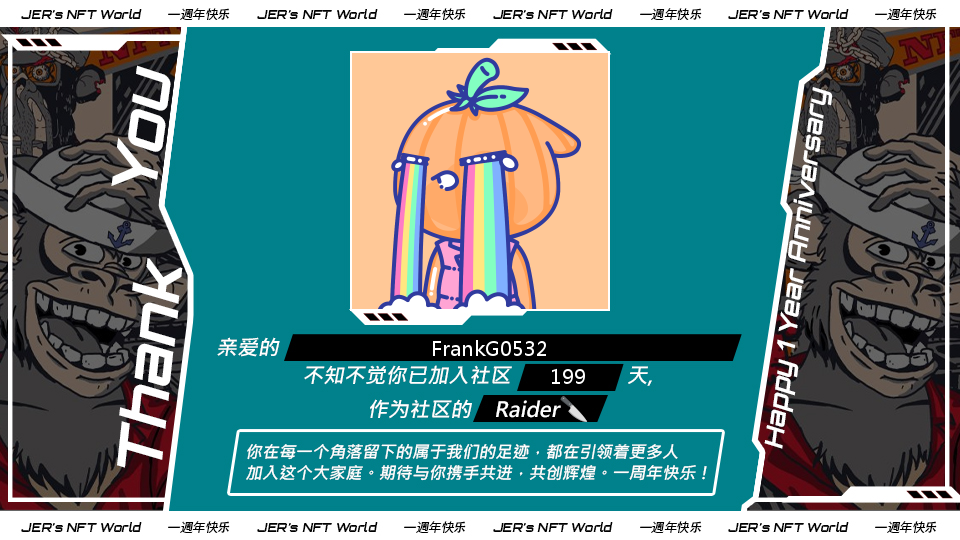 JER's NFT World 一週年快乐 JER's NFT World 一週年快乐 JER's NFT World 一週年快乐 JER's NFT World 一週年快乐
Thank You
Happy 1 Year Anniversary
亲爱的 FrankG0532
不知不觉你已加入社区 199 天,
作为社区的 Raider🔪
你在每一个角落留下的属于我们的足迹，都在引领着更多人
加入这个大家庭。期待与你携手共进，共创辉煌。一周年快乐！
JER's NFT World 一週年快乐 JER's NFT World 一週年快乐 JER's NFT World 一週年快乐 JER's NFT World 一週年快乐